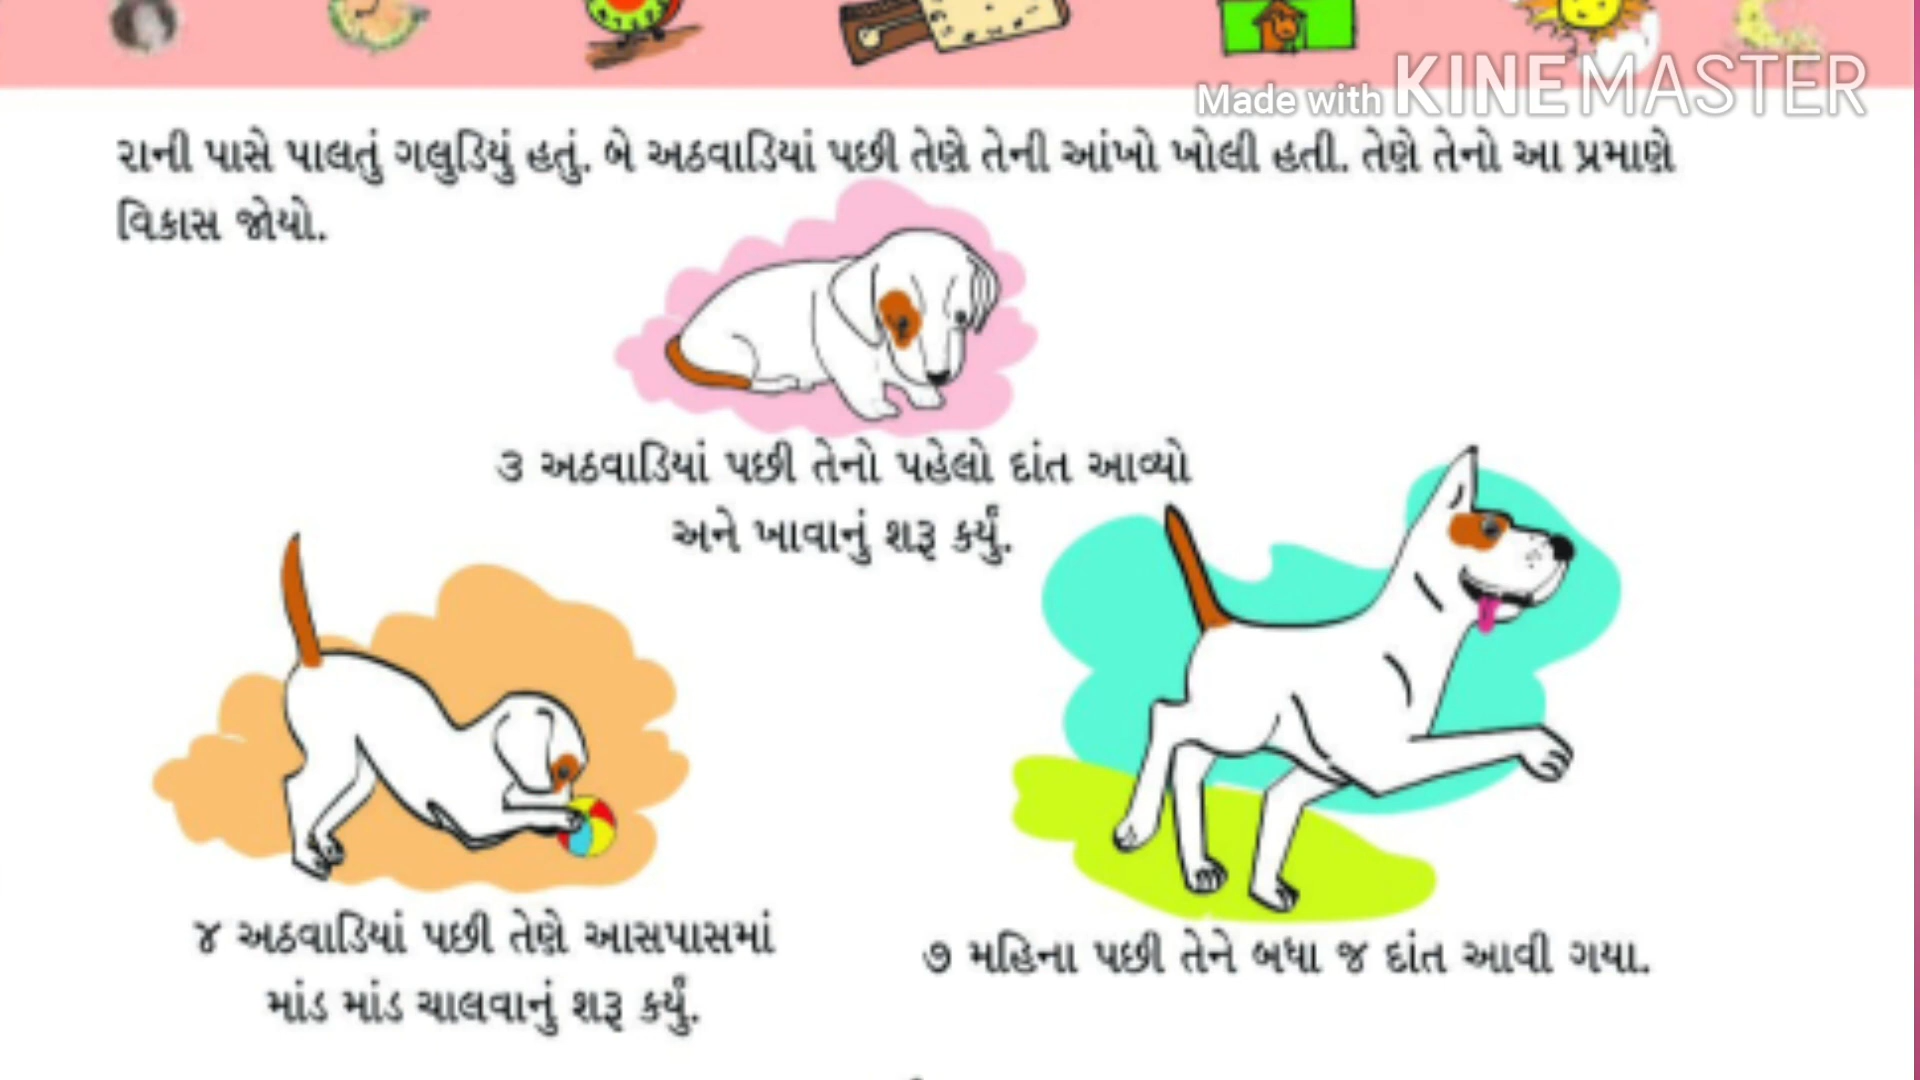 Made with KINEMASTER
રાની પાસે પાલતું ગલુડિયું હતું. બે અઠવાડિયાં પછી તેણે તેની આંખો ખોલી હતી. તેણે તેનો આ પ્રમાણે
વિકાસ જોયો.
૩ અઠવાડિયાં પછી તેનો પહેલો દાંત આવ્યો
અને ખાવાનું શરૂ કર્યું.
૪ અઠવાડિયાં પછી તેણે આસપાસમાં
માંડ માંડ ચાલવાનું શરૂ કર્યું.
૭ મહિના પછી તેને બધા જ દાંત આવી ગયા.